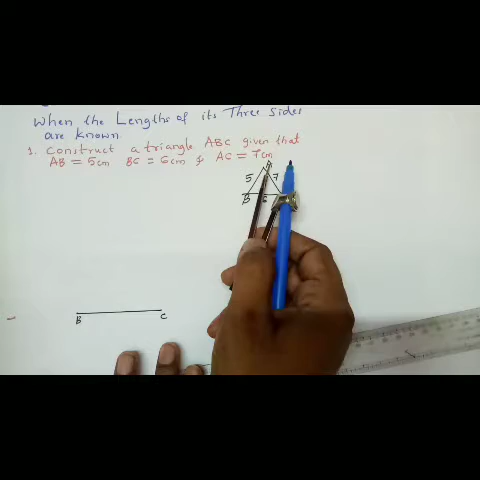 When the Lengths of its Three sides
are known.
1. Construct a triangle ABC given that
AB = 5cm BC = 6cm & AC = 7cm
5 7
B 6
B C